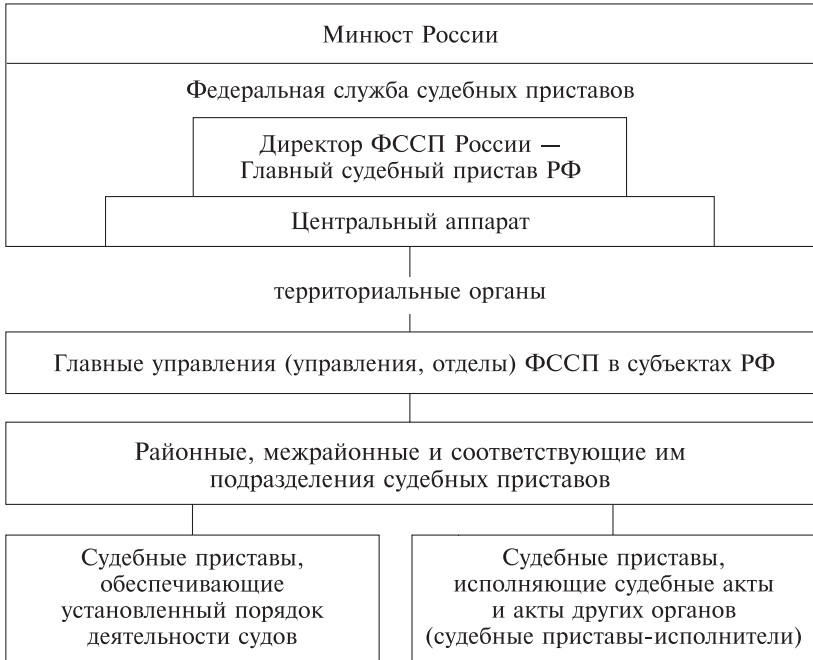 Минюст России
Федеральная служба судебных приставов
Директор ФССП России —
Главный судебный пристав РФ
Центральный аппарат
территориальные органы
Главные управления (управления, отделы) ФССП в субъектах РФ
Районные, межрайонные и соответствующие им
подразделения судебных приставов
Судебные приставы,
обеспечивающие
установленный порядок
деятельности судов
Судебные приставы,
исполняющие судебные акты
и акты других органов
(судебные приставы-исполнители)